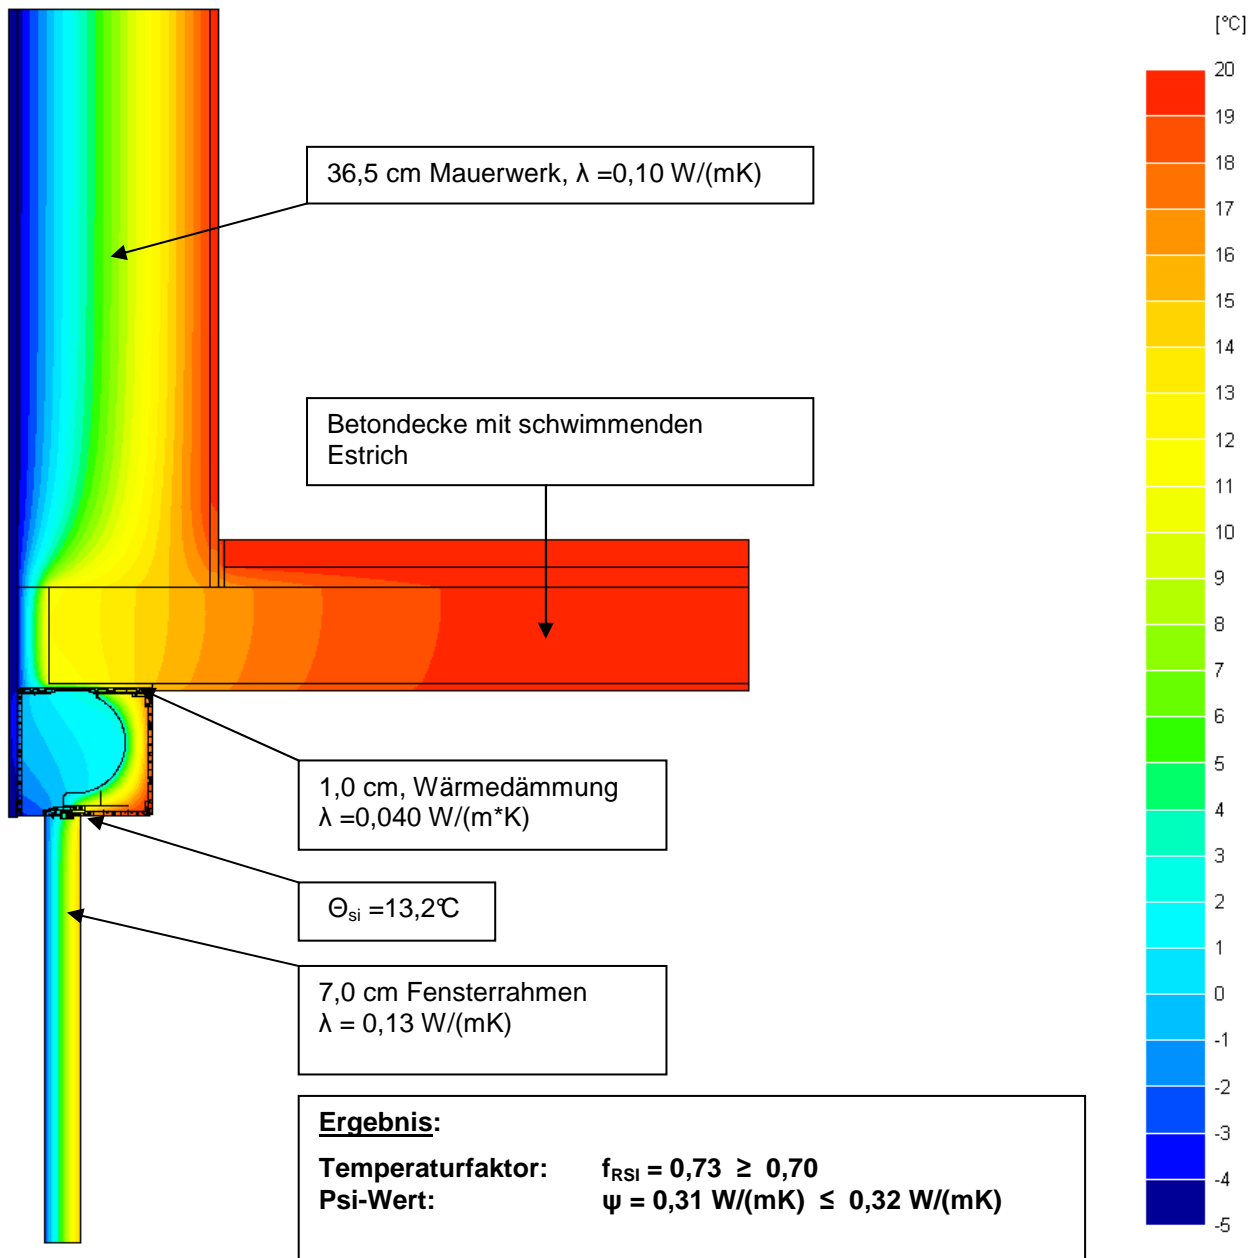 [°C]
20
19
18
17
16
15
14
13
12
11
10
9
8
7
6
5
4
3
2
1
0
-1
-2
-3
-4
-5
36,5 cm Mauerwerk, λ =0,10 W/(mK)
Betondecke mit schwimmenden
Estrich
1,0 cm, Wärmedämmung
λ =0,040 W/(m*K)
Θsi =13,2°C
7,0 cm Fensterrahmen
λ = 0,13 W/(mK)
Ergebnis:
Temperaturfaktor: fRSI = 0,73 ≥ 0,70
Psi-Wert: ψ = 0,31 W/(mK) ≤ 0,32 W/(mK)